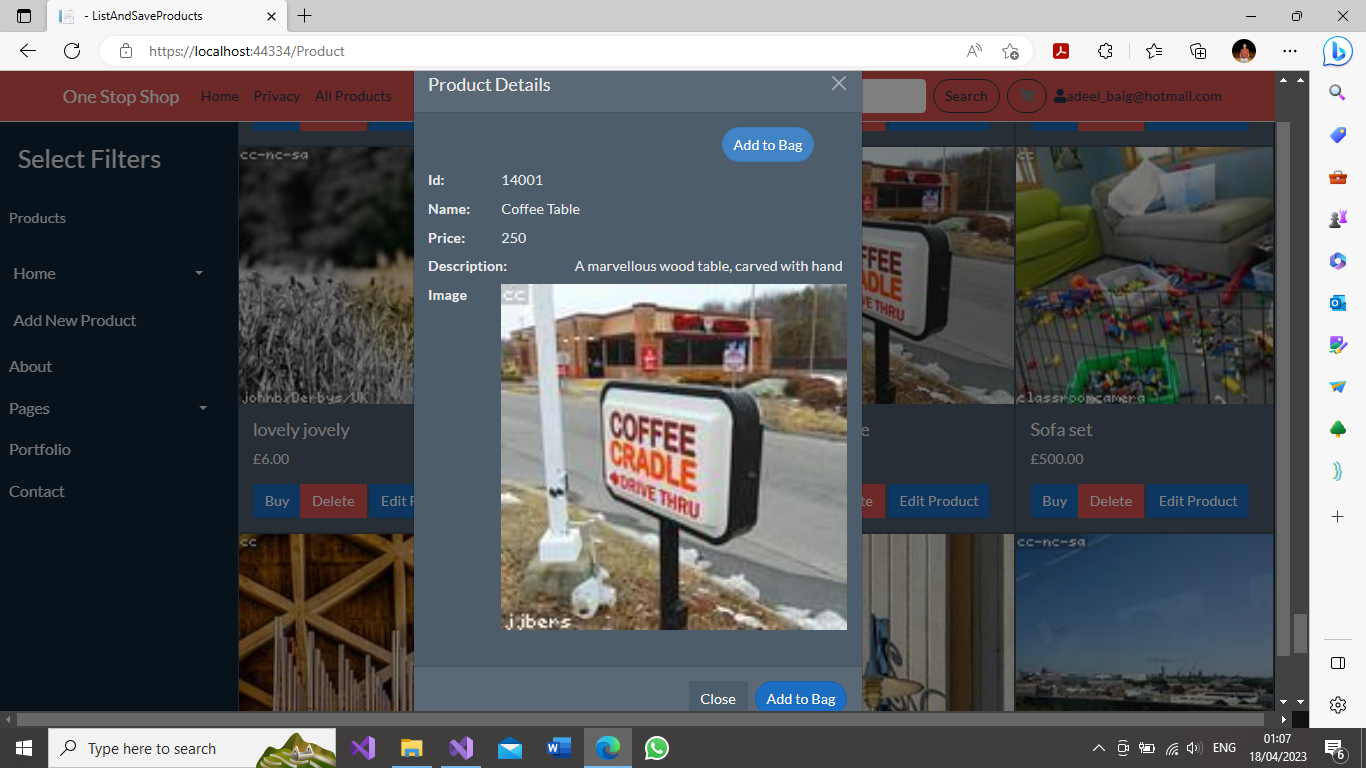 - ListAndSaveProducts
https://localhost:44334/Product
One Stop Shop
Home
Privacy
All Products
Search
adeel_baig@hotmail.com
Select Filters
Products
Home
Add New Product
About
Pages
Portfolio
Contact
Product Details
Add to Bag
Id: 14001
Name: Coffee Table
Price: 250
Description: A marvellous wood table, carved with hand
Image
cc
COFFEE
CRADLE
DRIVE THRU
jjbers
Close
Add to Bag
cc-nc-sa
johnb/Derbys/UK
lovely jovely
£6.00
Buy
Delete
Edit P
CRADLE
THRU
e
te
Edit Product
cc
classroomcamera
Sofa set
£500.00
Buy
Delete
Edit Product
cc
cc-nc-sa
Type here to search
ENG
01:07
18/04/2023
6